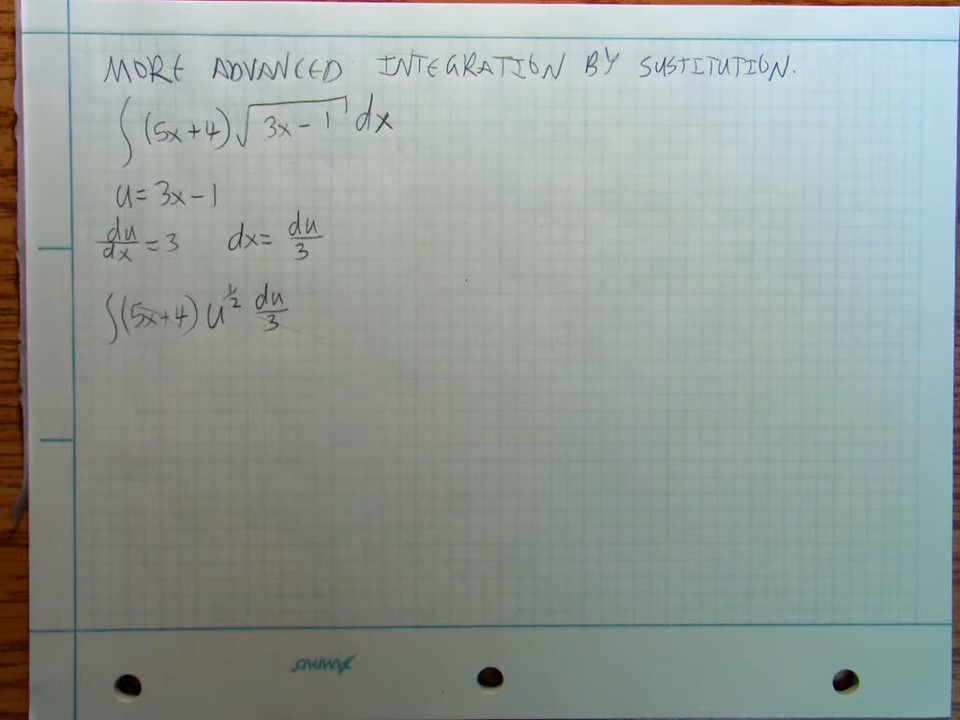 MORE ADVANCED INTEGRATION BY SUSTITUTION.
∫(5x+4)√(3x-1) dx
u=3x-1
du/dx=3 dx=du/3
∫(5x+4)u^1/2 du/3